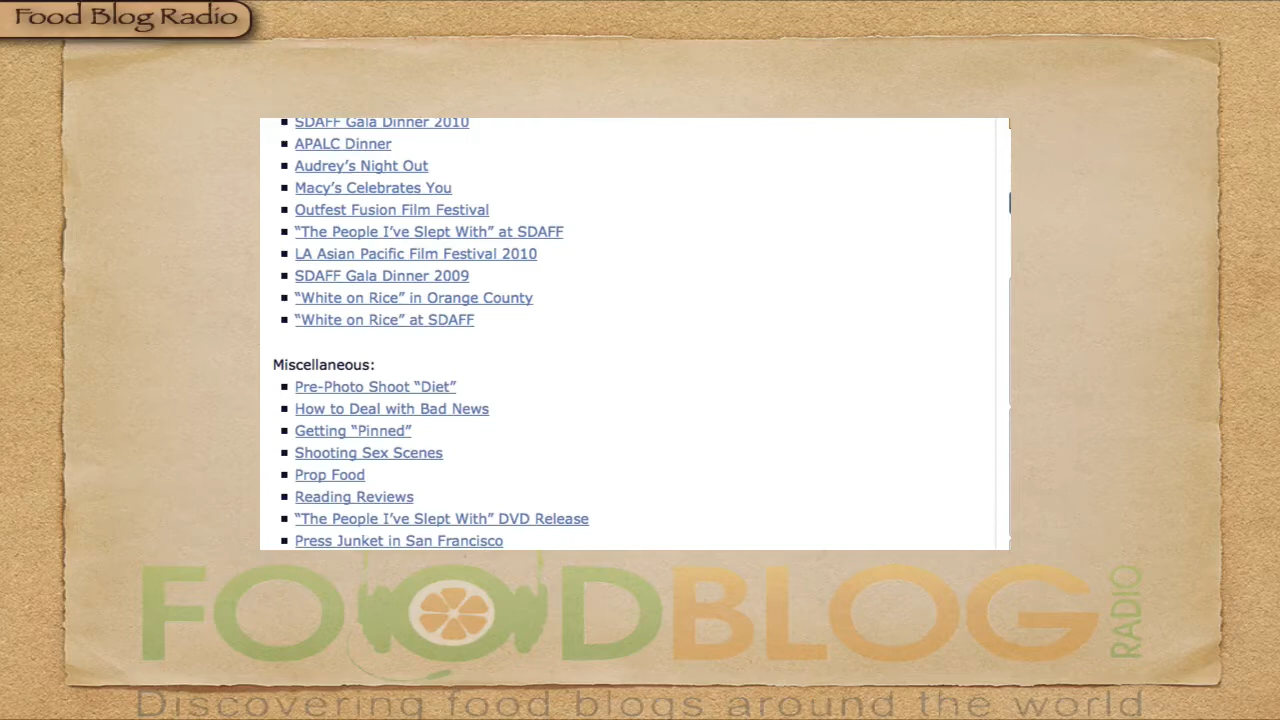 Food Blog Radio
SDAFF Gala Dinner 2010
APALC Dinner
Audrey’s Night Out
Macy’s Celebrates You
Outfest Fusion Film Festival
“The People I’ve Slept With” at SDAFF
LA Asian Pacific Film Festival 2010
SDAFF Gala Dinner 2009
“White on Rice” in Orange County
“White on Rice” at SDAFF
Miscellaneous:
Pre-Photo Shoot “Diet”
How to Deal with Bad News
Getting “Pinned”
Shooting Sex Scenes
Prop Food
Reading Reviews
“The People I’ve Slept With” DVD Release
Press Junket in San Francisco
FOODBLOG RADIO
Discovering food blogs around the world